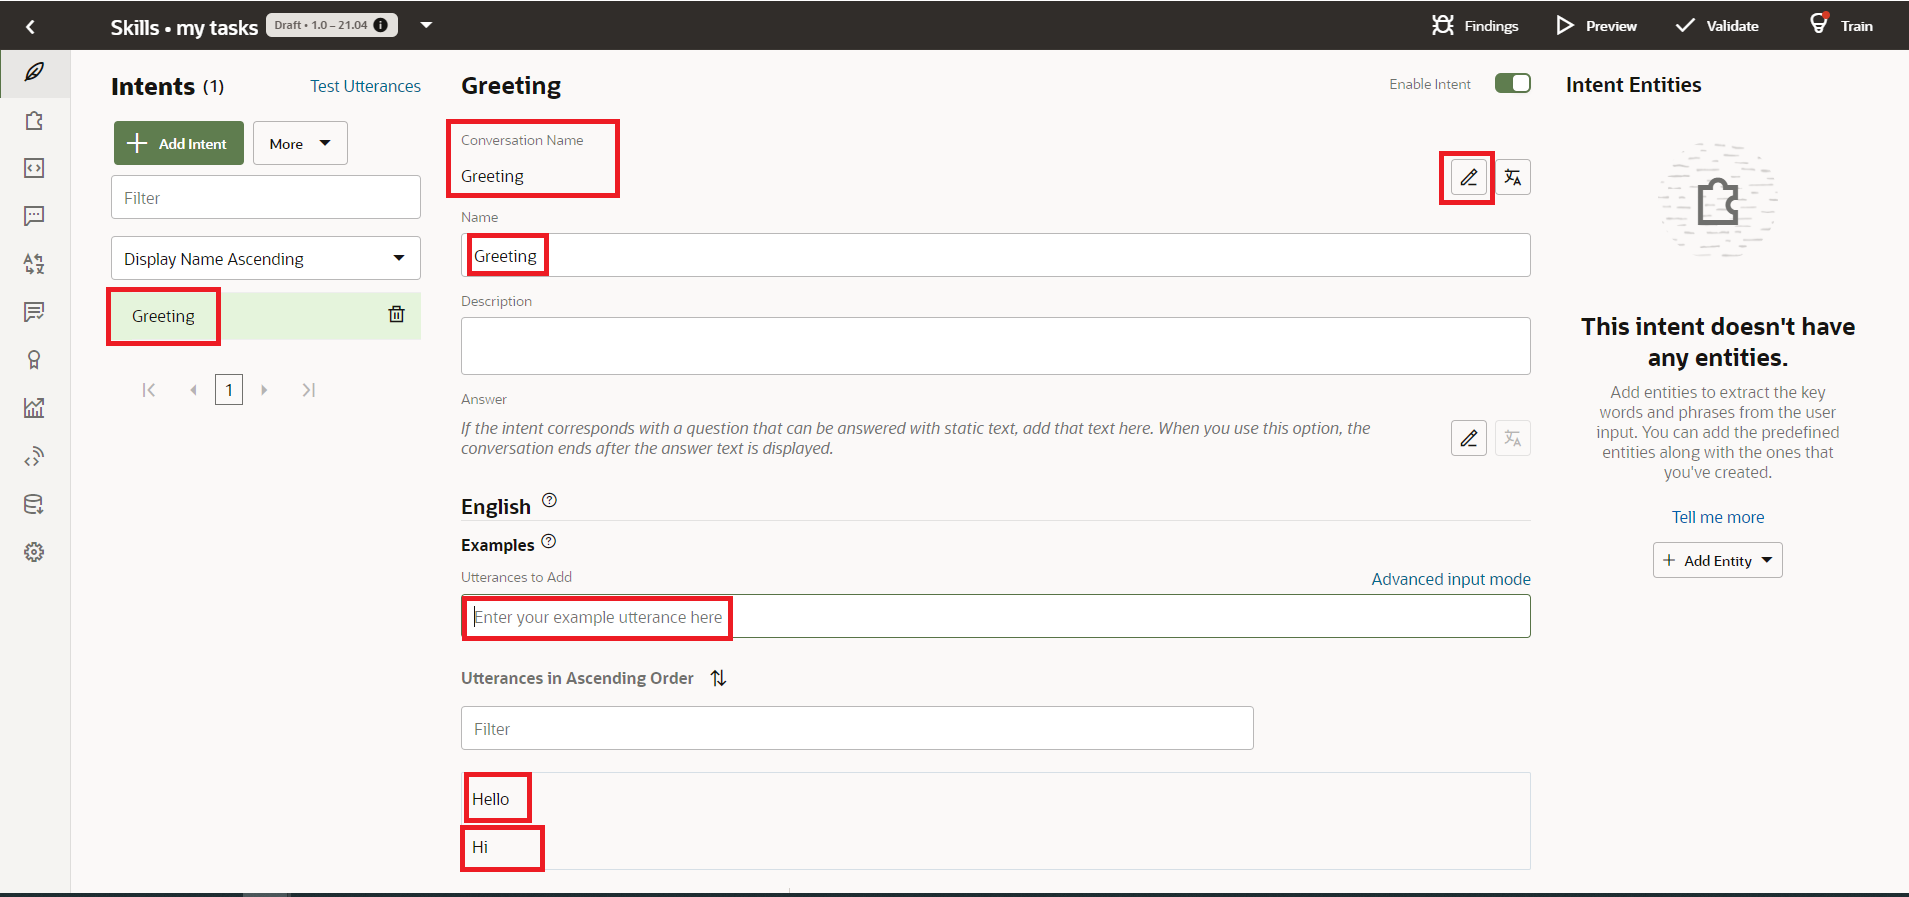 Skills • my tasks
Draft • 1.0 – 21.04
Findings
Preview
Validate
Train
Intents (1)
Test Utterances
Add Intent
More
Filter
Display Name Ascending
Greeting
1
Greeting
Enable Intent
Conversation Name
Greeting
Name
Greeting
Description
Answer
If the intent corresponds with a question that can be answered with static text, add that text here. When you use this option, the
conversation ends after the answer text is displayed.
English
Examples
Utterances to Add
Advanced input mode
Enter your example utterance here
Utterances in Ascending Order
Filter
Hello
Hi
Intent Entities
This intent doesn't have
any entities.
Add entities to extract the key
words and phrases from the user
input. You can add the predefined
entities along with the ones that
you've created.
Tell me more
+ Add Entity